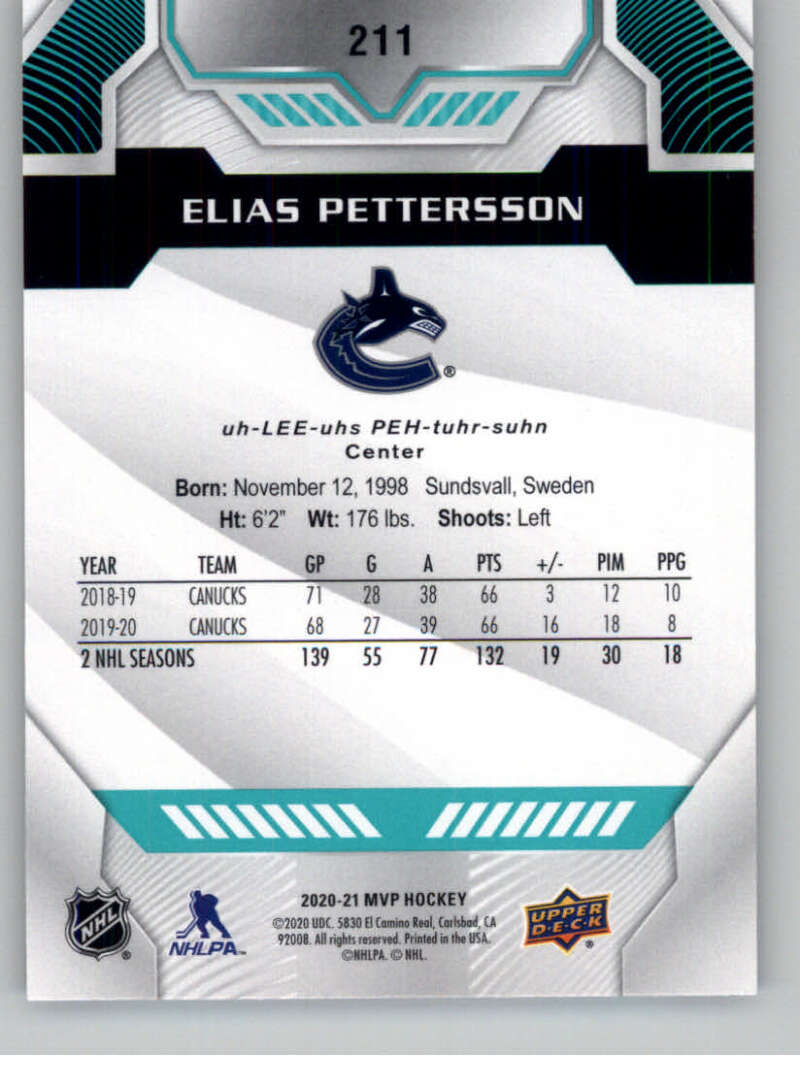 211
ELIAS PETTERSSON
®
uh-LEE-uhs PEH-tuhr-suhn
Center
Born: November 12, 1998 Sundsvall, Sweden
Ht: 6'2" Wt: 176 lbs. Shoots: Left
YEAR TEAM GP G A PTS +/- PIM PPG
2018-19 CANUCKS 71 28 38 66 3 12 10
2019-20 CANUCKS 68 27 39 66 16 18 8
2 NHL SEASONS 139 55 77 132 19 30 18
NHL ®
NHLPA™
2020-21 MVP HOCKEY
©2020 UDC. 5830 El Camino Real, Carlsbad, CA
92008. All rights reserved. Printed in the USA.
©NHLPA. © NHL.
UPPER
D·E·C·K ®